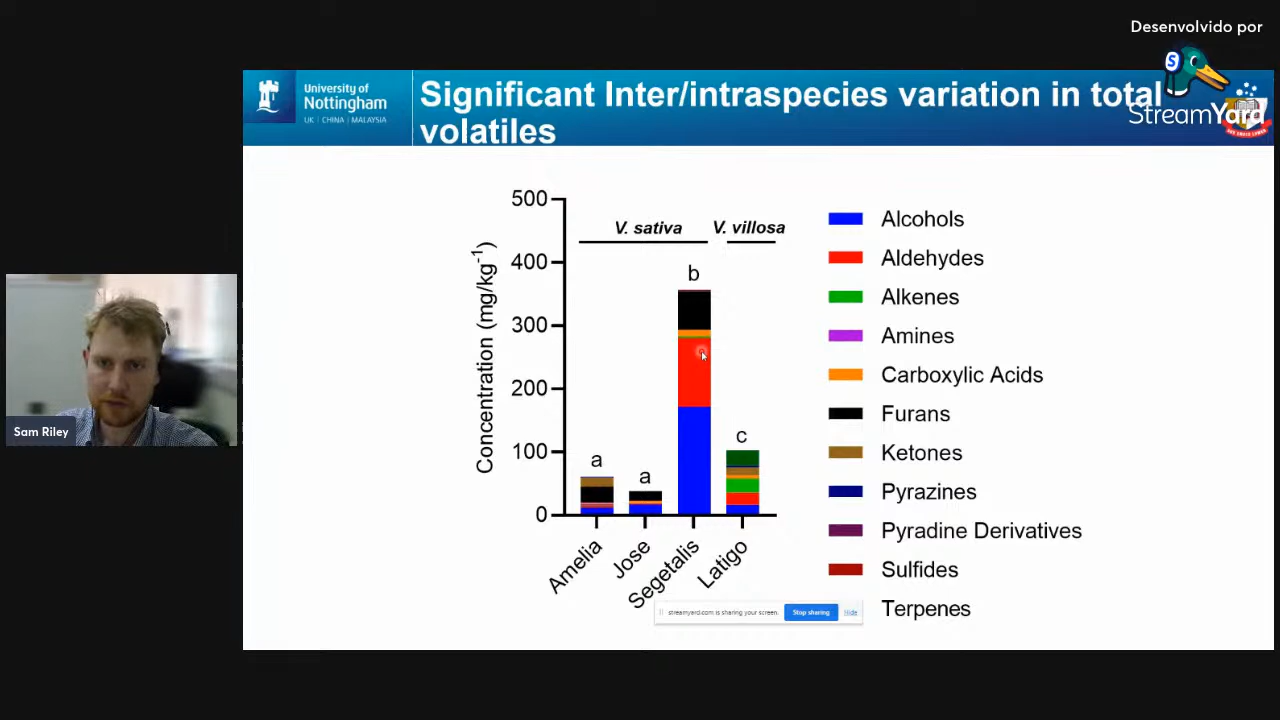 Desenvolvido por
StreamYard
University of
Nottingham
UK | CHINA | MALAYSIA
Significant Inter/intraspecies variation in total
volatiles
500
400
300
200
100
0
Concentration (mg/kg⁻¹)
V. sativa
V. villosa
a
a
b
c
Amelia
Jose
Segetalis
Latigo
Alcohols
Aldehydes
Alkenes
Amines
Carboxylic Acids
Furans
Ketones
Pyrazines
Pyradine Derivatives
Sulfides
Terpenes
Sam Riley
streamyard.com is sharing your screen.
Stop sharing
Hide